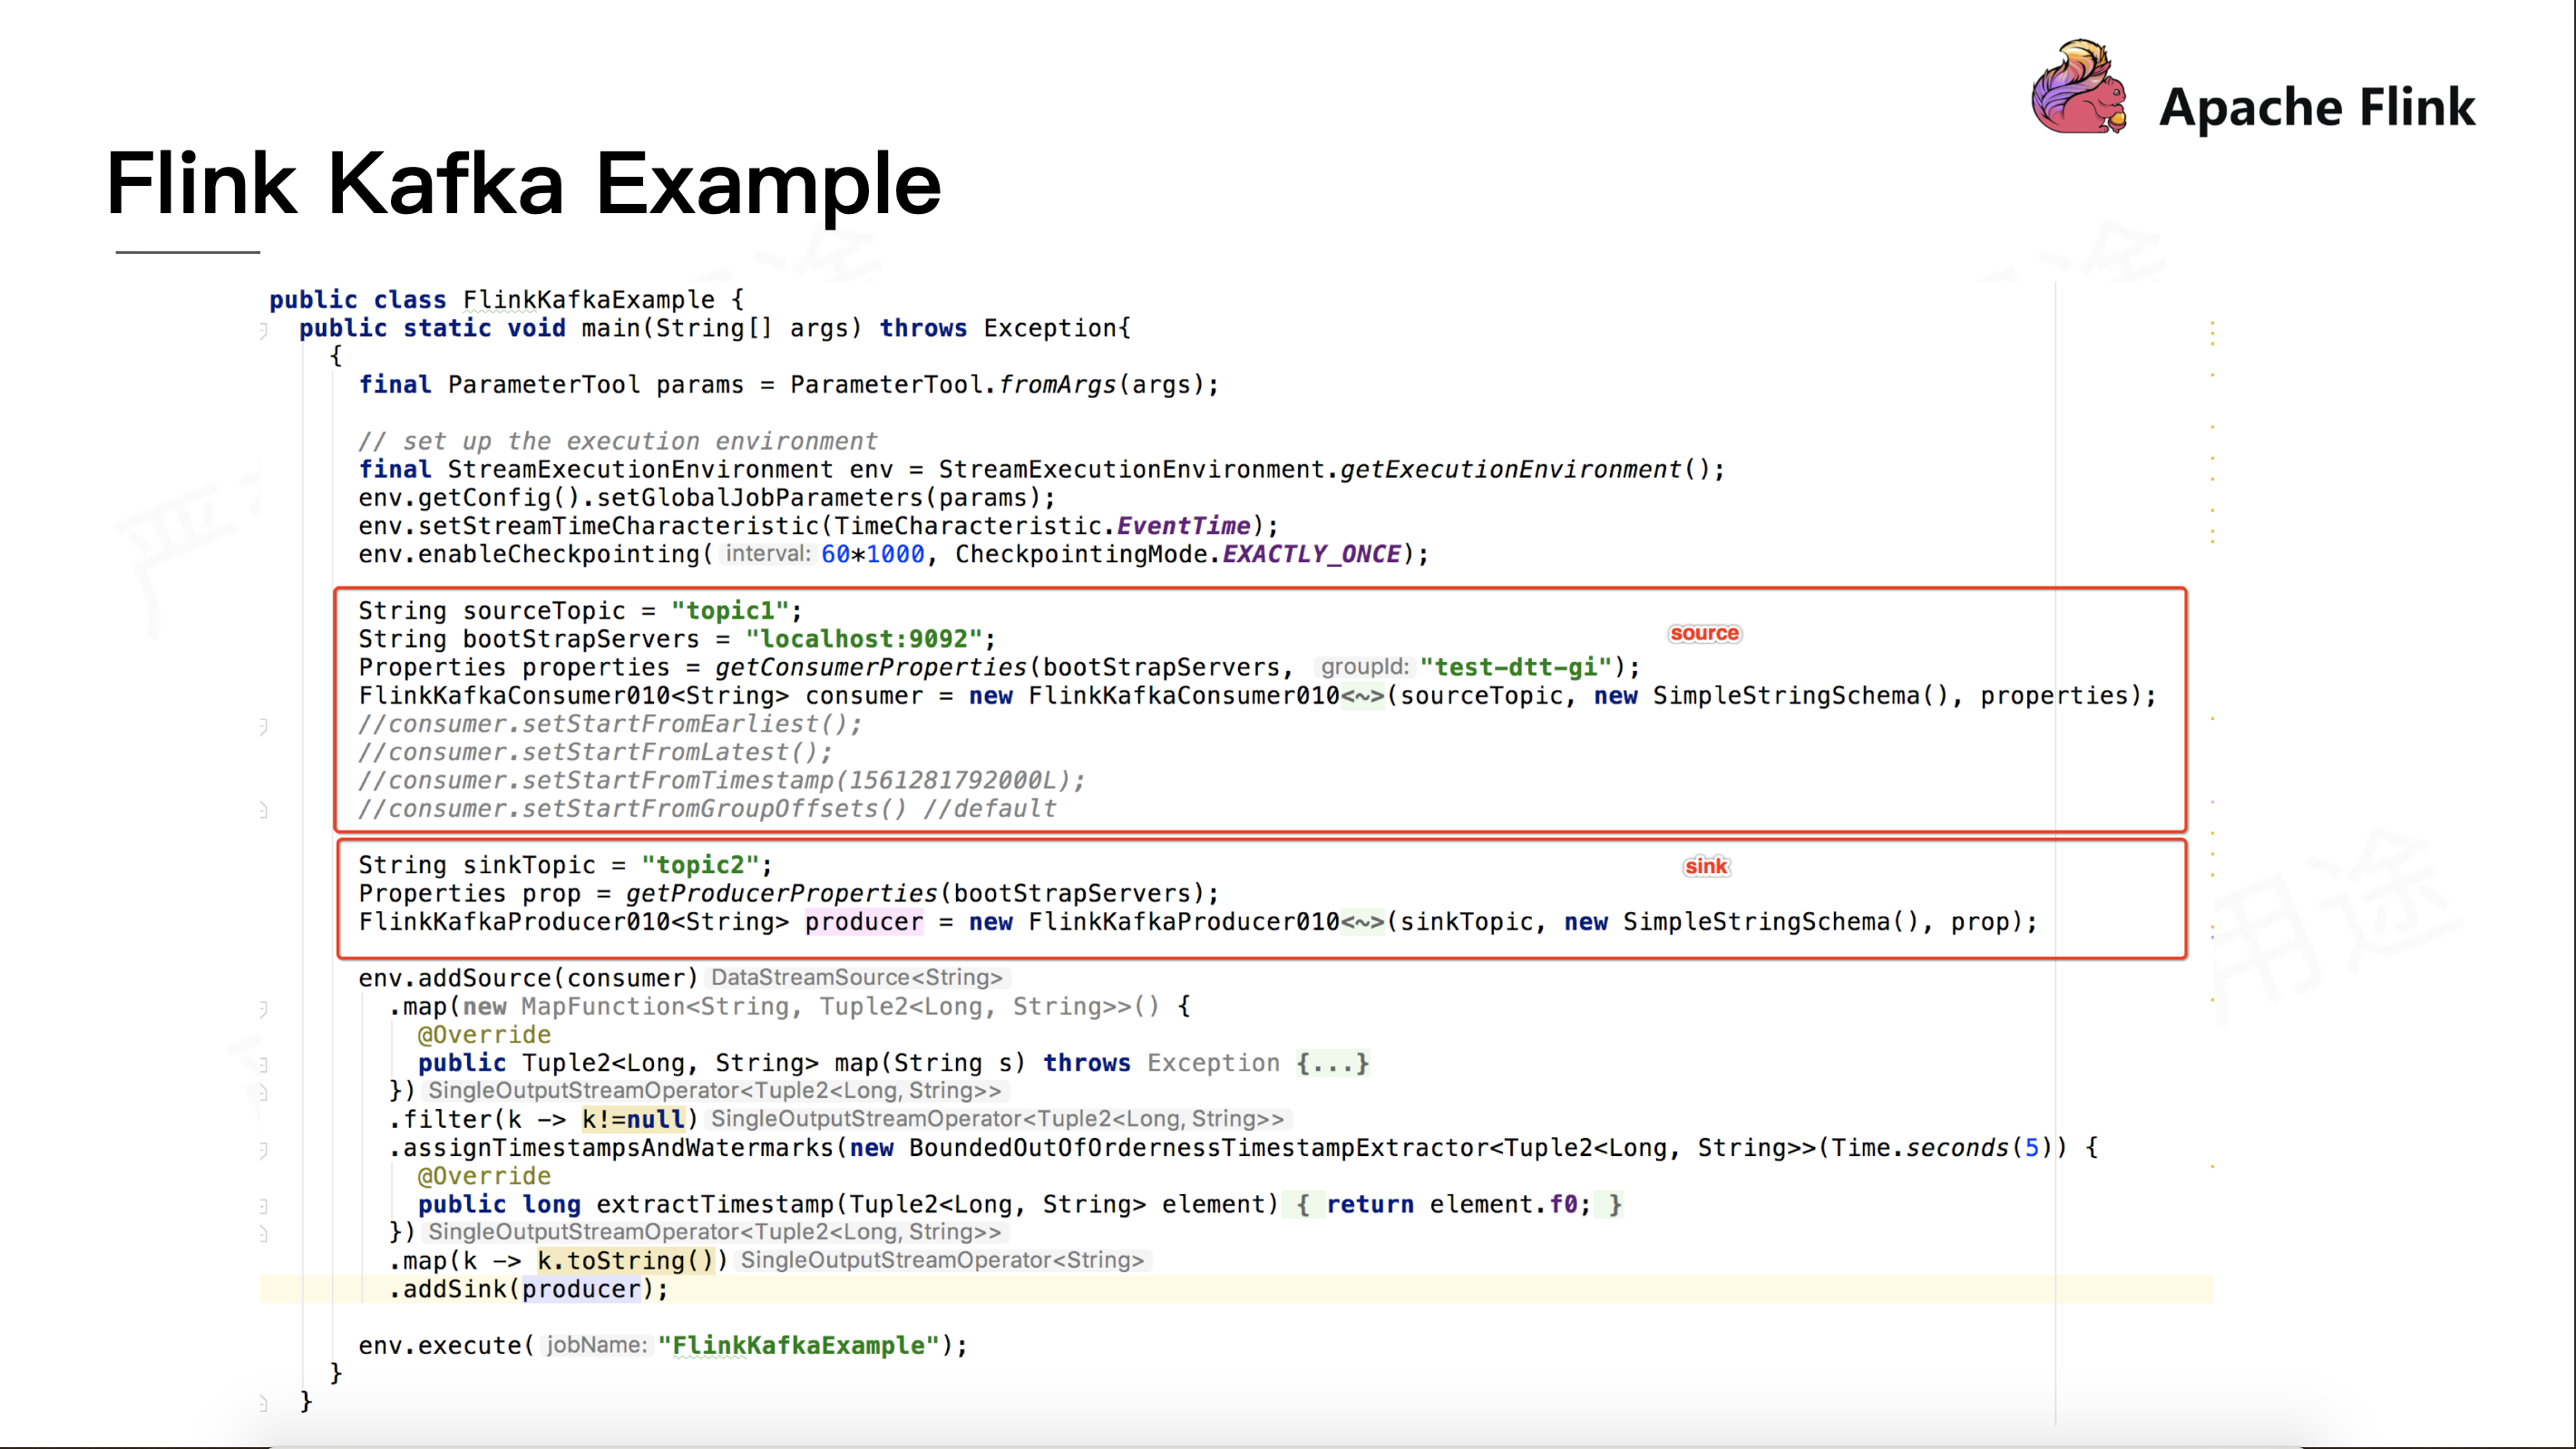 Apache Flink
Flink Kafka Example
public class FlinkKafkaExample {
public static void main(String[] args) throws Exception{
{
final ParameterTool params = ParameterTool.fromArgs(args);
// set up the execution environment
final StreamExecutionEnvironment env = StreamExecutionEnvironment.getExecutionEnvironment();
env.getConfig().setGlobalJobParameters(params);
env.setStreamTimeCharacteristic(TimeCharacteristic.EventTime);
env.enableCheckpointing( interval: 60*1000, CheckpointingMode.EXACTLY_ONCE);
String sourceTopic = "topic1";
source
String bootStrapServers = "localhost:9092";
Properties properties = getConsumerProperties(bootStrapServers, groupId: "test-dtt-gi");
FlinkKafkaConsumer010<String> consumer = new FlinkKafkaConsumer010<~>(sourceTopic, new SimpleStringSchema(), properties);
//consumer.setStartFromEarliest();
//consumer.setStartFromLatest();
//consumer.setStartFromTimestamp(1561281792000L);
//consumer.setStartFromGroupOffsets() //default
String sinkTopic = "topic2";
sink
Properties prop = getProducerProperties(bootStrapServers);
FlinkKafkaProducer010<String> producer = new FlinkKafkaProducer010<~>(sinkTopic, new SimpleStringSchema(), prop);
env.addSource(consumer) DataStreamSource<String>
.map(new MapFunction<String, Tuple2<Long, String>>() {
@Override
public Tuple2<Long, String> map(String s) throws Exception {...}
}) SingleOutputStreamOperator<Tuple2<Long, String>>
.filter(k -> k!=null) SingleOutputStreamOperator<Tuple2<Long, String>>
.assignTimestampsAndWatermarks(new BoundedOutOfOrdernessTimestampExtractor<Tuple2<Long, String>>(Time.seconds(5)) {
@Override
public long extractTimestamp(Tuple2<Long, String> element) { return element.f0; }
}) SingleOutputStreamOperator<Tuple2<Long, String>>
.map(k -> k.toString()) SingleOutputStreamOperator<String>
.addSink(producer);
env.execute( jobName: "FlinkKafkaExample");
}
}
用途